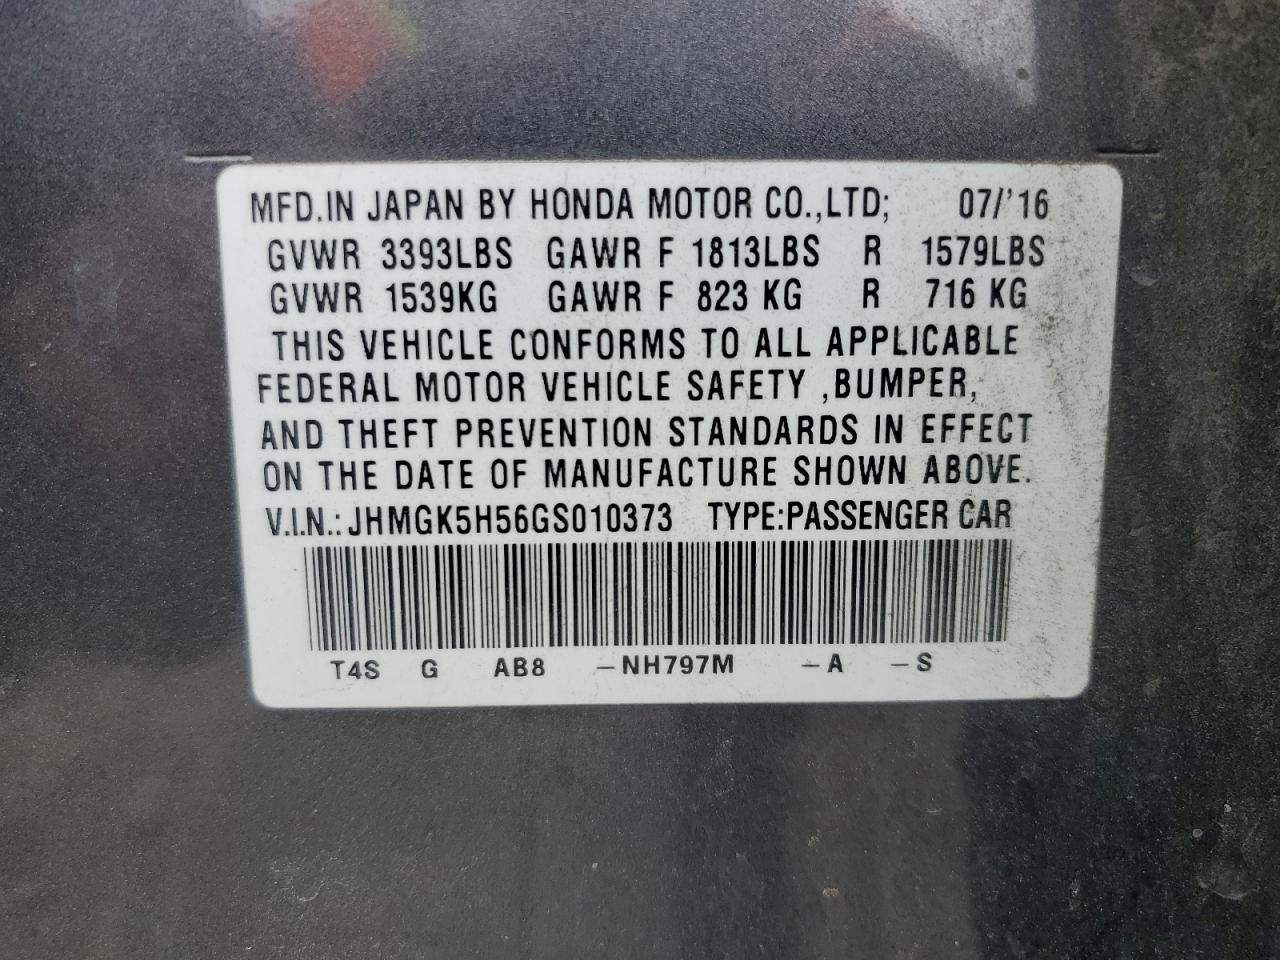 MFD.IN JAPAN BY HONDA MOTOR CO.,LTD; 07/'16
GVWR 3393LBS GAWR F 1813LBS R 1579LBS
GVWR 1539KG GAWR F 823 KG R 716 KG
THIS VEHICLE CONFORMS TO ALL APPLICABLE
FEDERAL MOTOR VEHICLE SAFETY ,BUMPER,
AND THEFT PREVENTION STANDARDS IN EFFECT
ON THE DATE OF MANUFACTURE SHOWN ABOVE.
V.I.N.: JHMGK5H56GS010373 TYPE:PASSENGER CAR
T4S G AB8 –NH797M –A –S